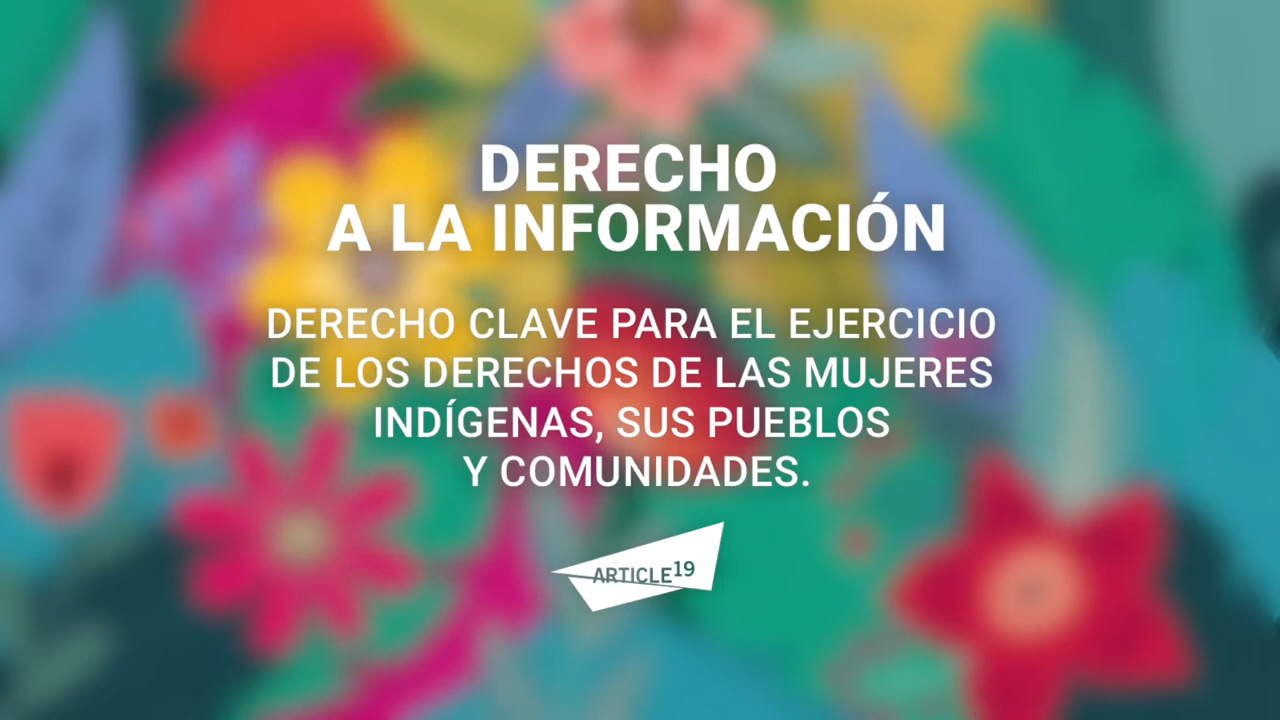 DERECHO
A LA INFORMACIÓN
DERECHO CLAVE PARA EL EJERCICIO
DE LOS DERECHOS DE LAS MUJERES
INDÍGENAS, SUS PUEBLOS
Y COMUNIDADES.
ARTICLE19